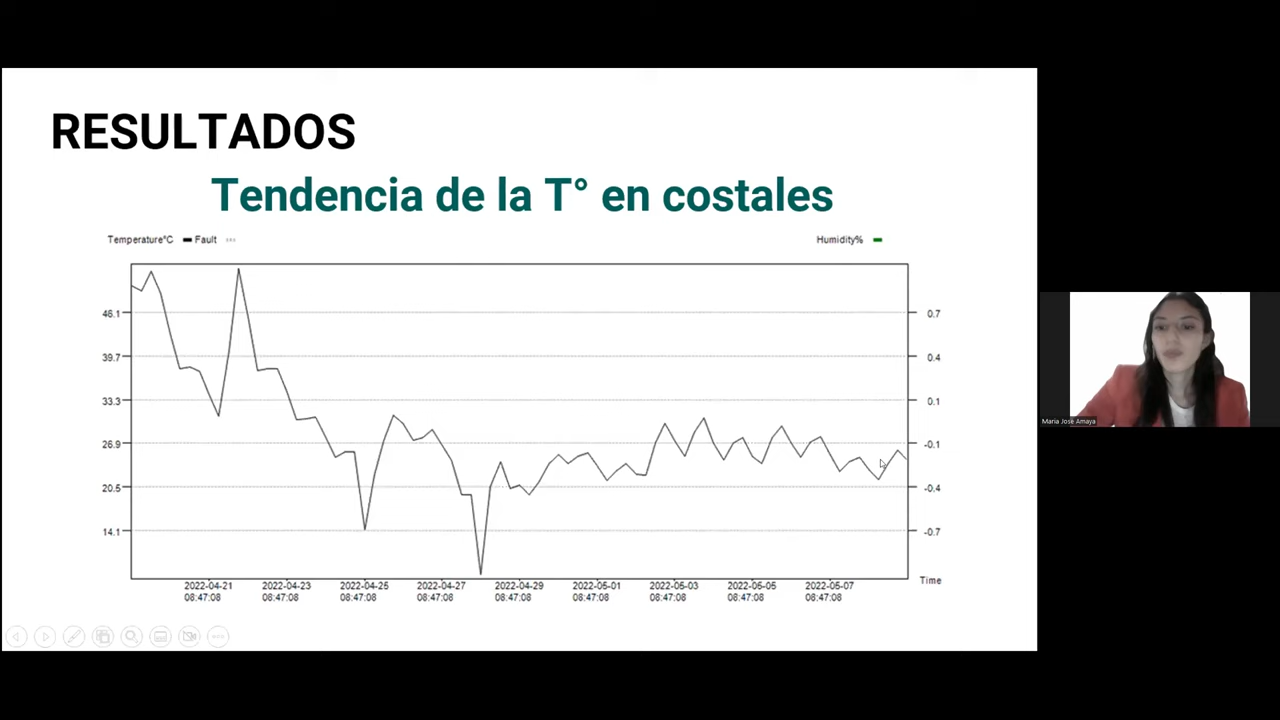 RESULTADOS
Tendencia de la T° en costales
Temperature°C Fault Humidity%
46.1 0.7
39.7 0.4
33.3 0.1
26.9 -0.1
20.5 -0.4
14.1 -0.7
2022-04-21 2022-04-23 2022-04-25 2022-04-27 2022-04-29 2022-05-01 2022-05-03 2022-05-05 2022-05-07 Time
08:47:08 08:47:08 08:47:08 08:47:08 08:47:08 08:47:08 08:47:08 08:47:08 08:47:08
Maria Jose Amaya